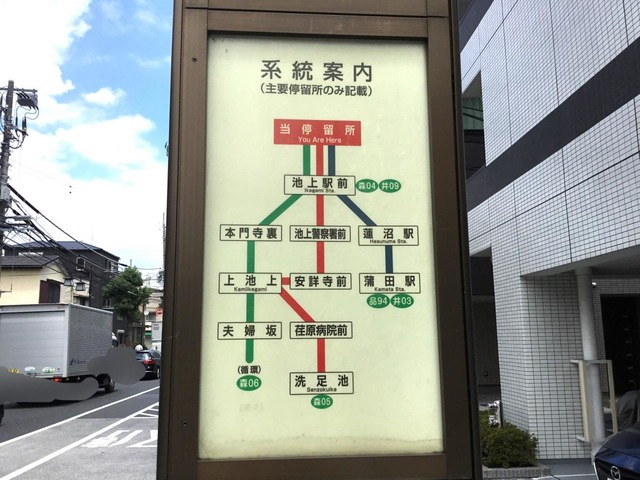 系統案内
(主要停留所のみ記載)
当停留所
You Are Here
池上駅前
Ikegami Sta.
森04 井09
本門寺裏
池上警察署前
蓮沼駅
Hasunuma Sta.
上池上
Kamiikegami
安詳寺前
蒲田駅
Kamata Sta.
品94 井03
夫婦坂
荏原病院前
(循環)
森06
洗足池
Senzokuike
森05